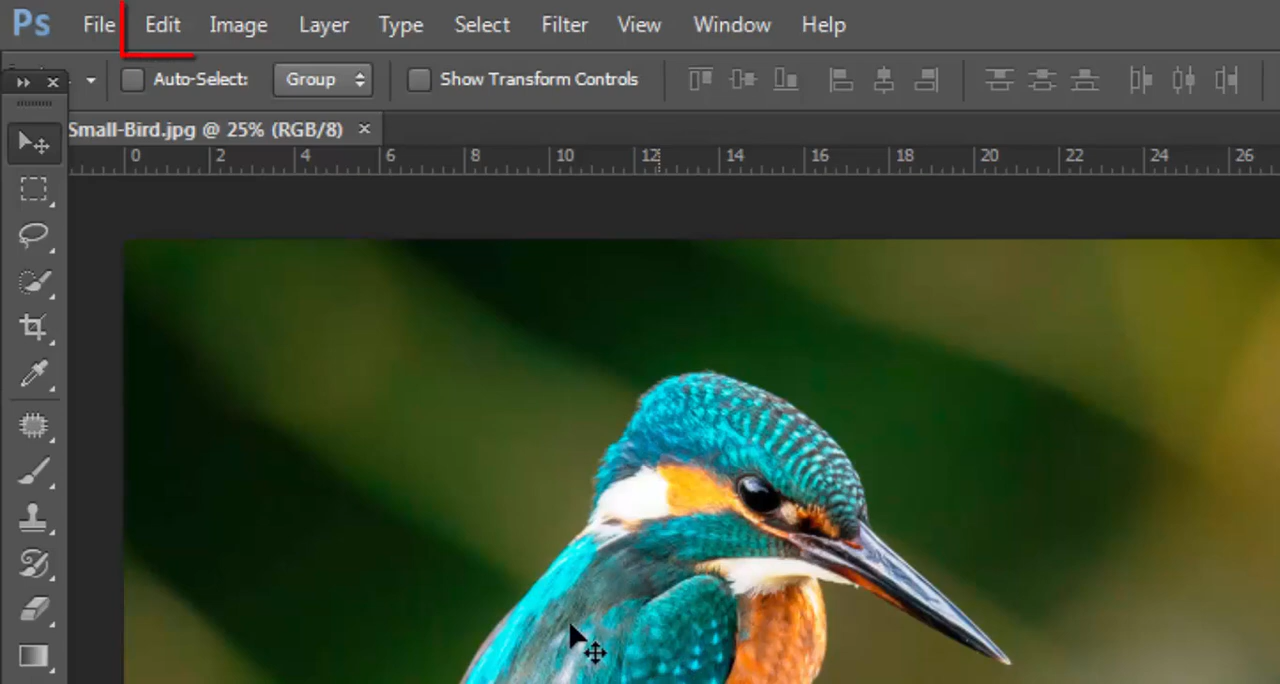 Ps File Edit Image Layer Type Select Filter View Window Help
Auto-Select: Group Show Transform Controls
Small-Bird.jpg @ 25% (RGB/8) ×
0 2 4 6 8 10 12 14 16 18 20 22 24 26